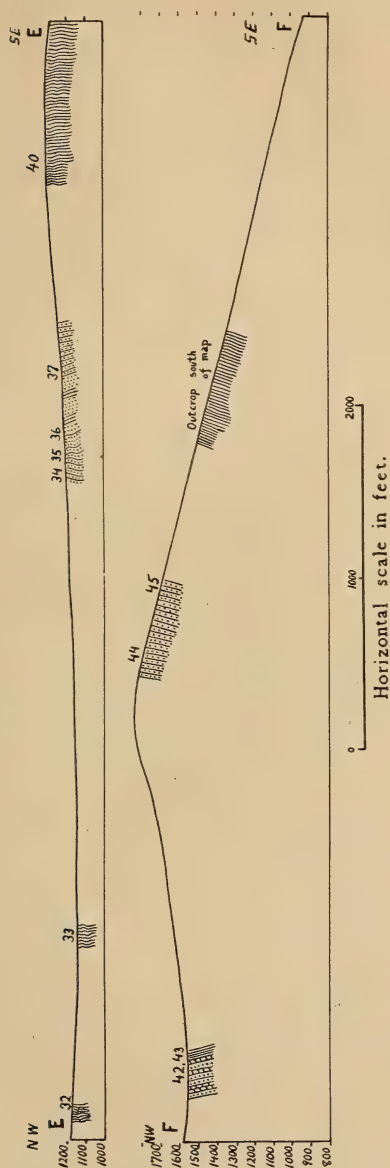 NW
SE
E
E
32
33
34 35 36
37
40
1200
1100
1000
NW
SE
F
F
42,43
44
45
Outcrop south
of map
1700
1600
1500
1400
1300
1200
1100
1000
900
800
0
1000
2000
Horizontal scale in feet.